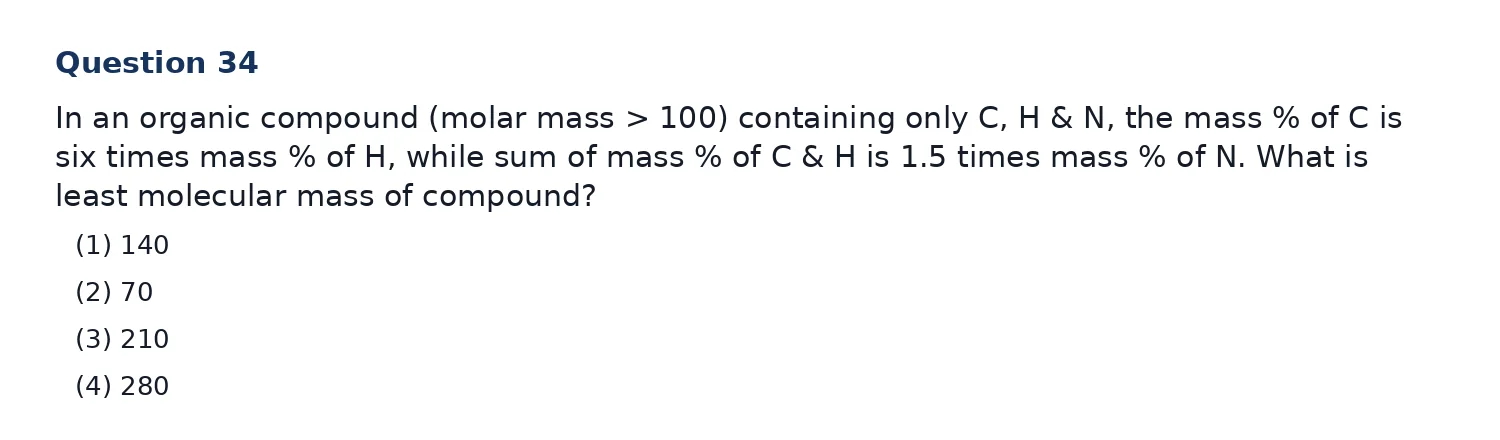 Question 34
In an organic compound (molar mass > 100) containing only C, H & N, the mass % of C is
six times mass % of H, while sum of mass % of C & H is 1.5 times mass % of N. What is
least molecular mass of compound?
(1) 140
(2) 70
(3) 210
(4) 280